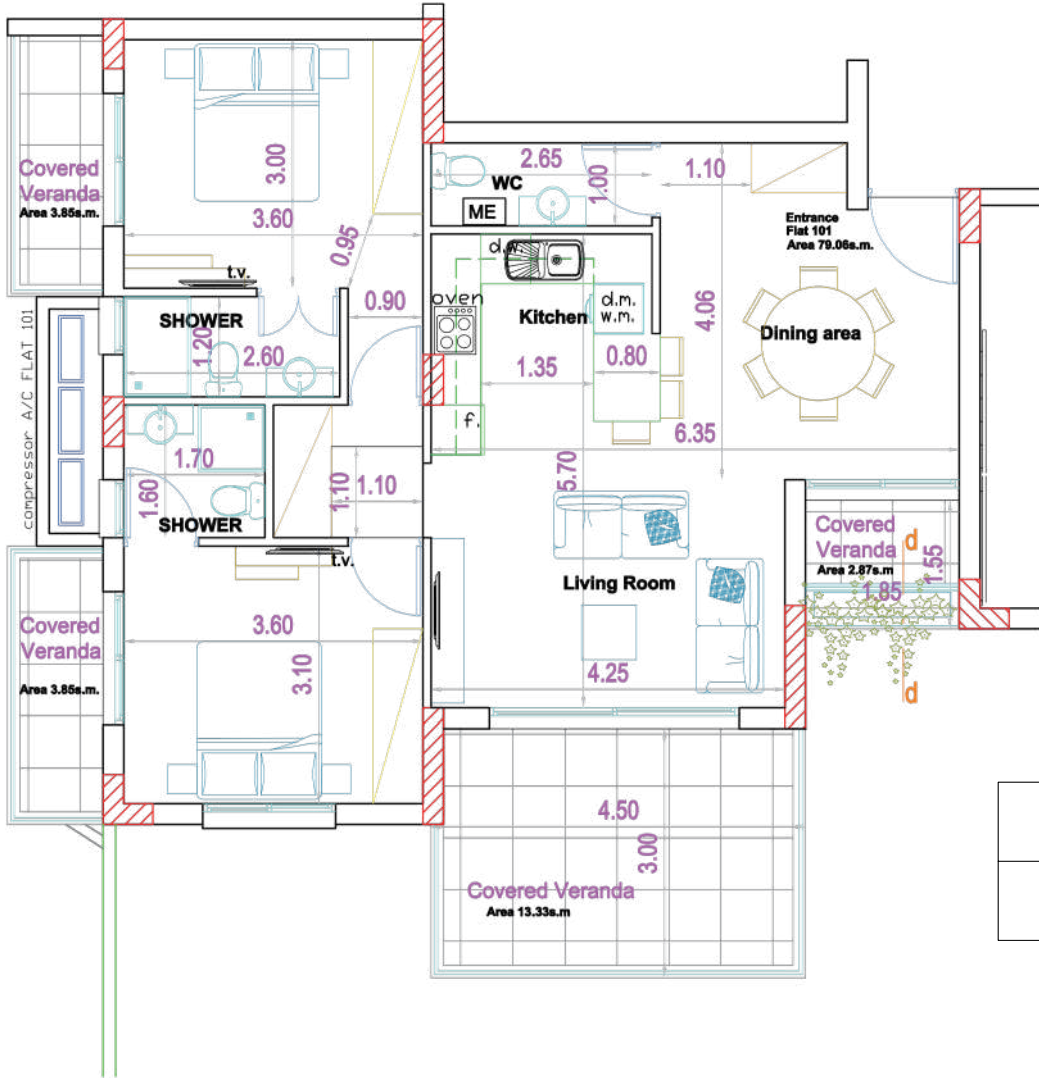 Covered
Veranda
Area 3.85s.m.
3.00
3.60
0.95
t.v.
2.65
WC
1.00
ME
1.10
Entrance
Flat 101
Area 79.06s.m.
compressor A/C FLAT 101
SHOWER
1.20
2.60
0.90
d.w.
oven
Kitchen
d.m.
w.m.
4.06
Dining area
1.35
0.80
f.
6.35
1.70
1.60
SHOWER
1.10
1.10
5.70
t.v.
Covered
Veranda
Area 2.87s.m
d
1.55
1.85
d
Living Room
4.25
Covered
Veranda
Area 3.85s.m.
3.60
3.10
4.50
3.00
Covered Veranda
Area 13.33s.m